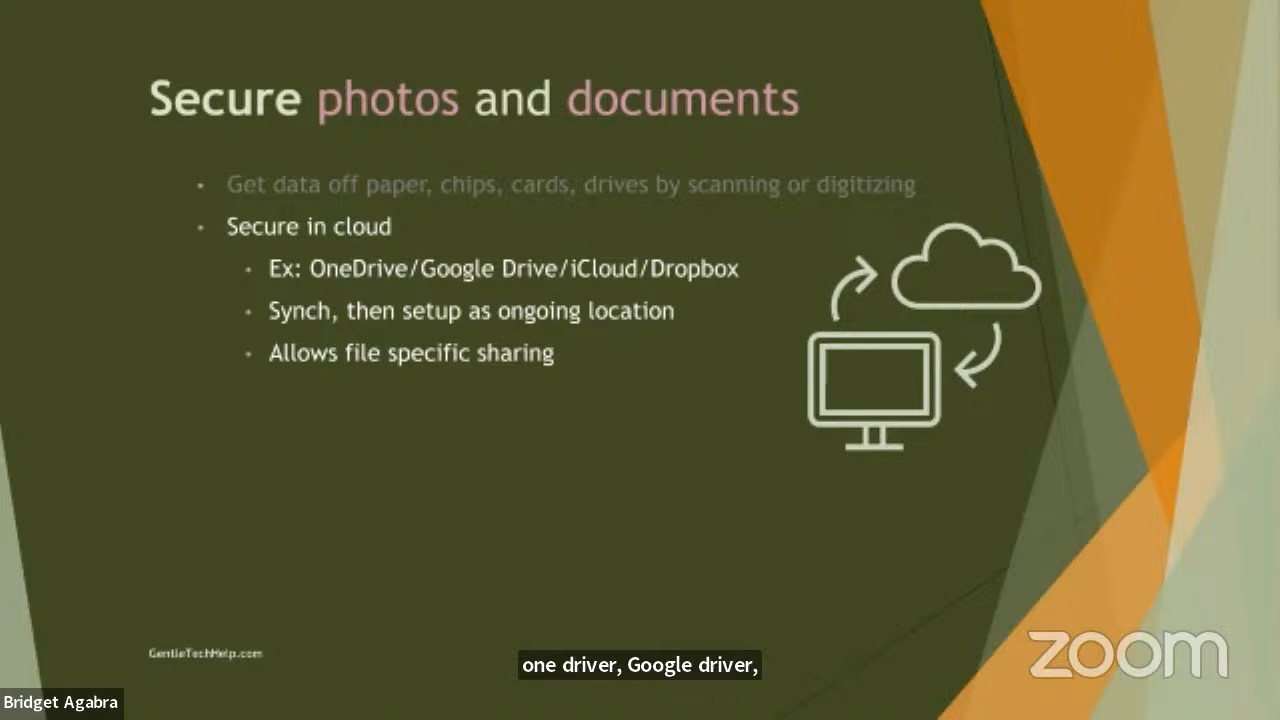 Secure photos and documents
Get data off paper, chips, cards, drives by scanning or digitizing
Secure in cloud
Ex: OneDrive/Google Drive/iCloud/Dropbox
Synch, then setup as ongoing location
Allows file specific sharing
GentleTechHelp.com
one driver, Google driver,
zoom
Bridget Agabra